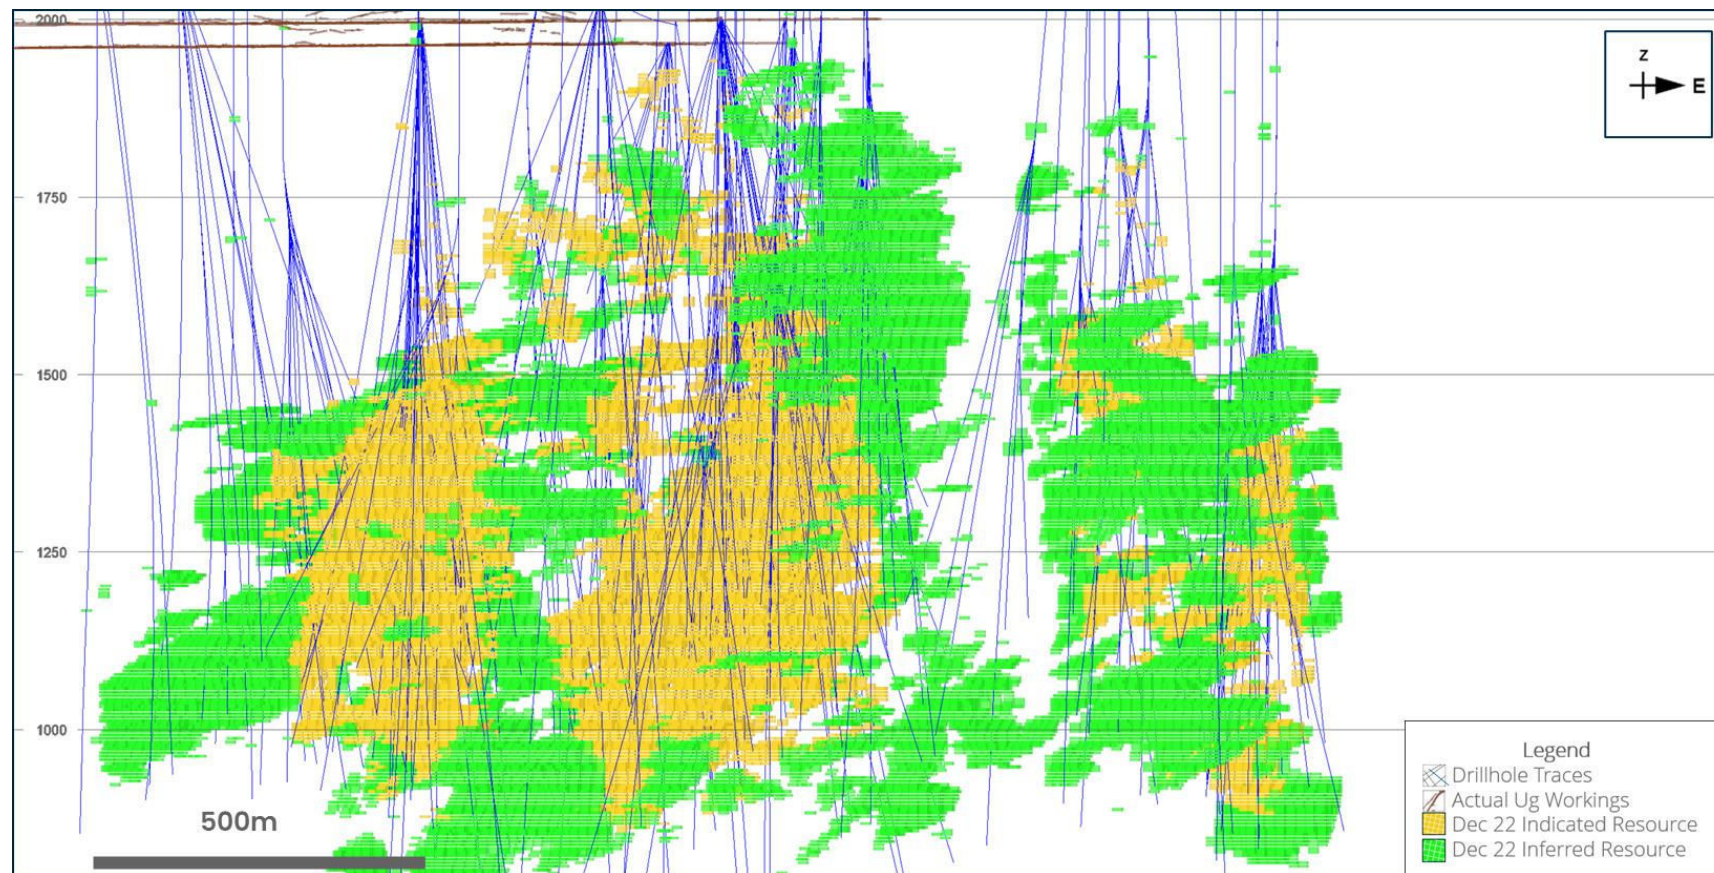 2000
Z
E
1750
1500
1250
1000
500m
Legend
Drillhole Traces
Actual Ug Workings
Dec 22 Indicated Resource
Dec 22 Inferred Resource